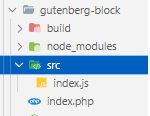 gutenberg-block
build
node_modules
src
index.js
index.php